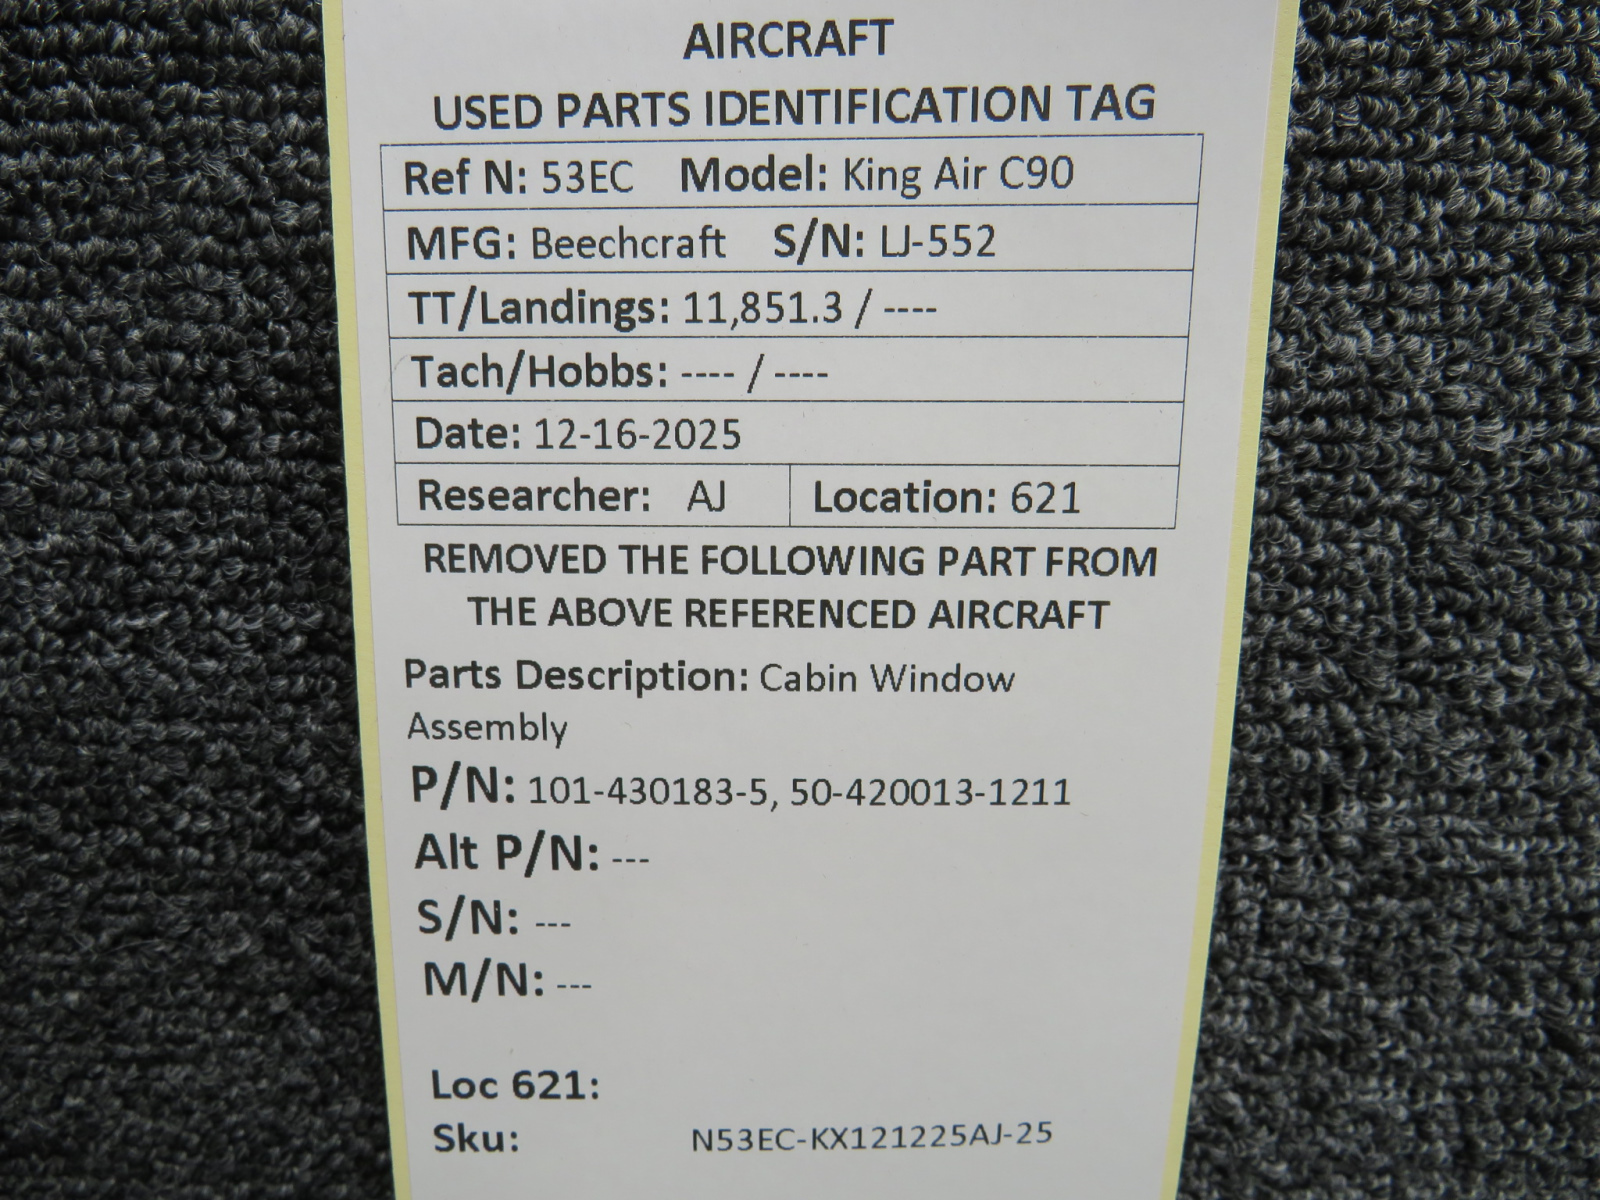 AIRCRAFT
USED PARTS IDENTIFICATION TAG
Ref N: 53EC Model: King Air C90
MFG: Beechcraft S/N: LJ-552
TT/Landings: 11,851.3 / ----
Tach/Hobbs: ---- / ----
Date: 12-16-2025
Researcher: AJ Location: 621
REMOVED THE FOLLOWING PART FROM
THE ABOVE REFERENCED AIRCRAFT
Parts Description: Cabin Window
Assembly
P/N: 101-430183-5, 50-420013-1211
Alt P/N: ---
S/N: ---
M/N: ---
Loc 621:
Sku: N53EC-KX121225AJ-25